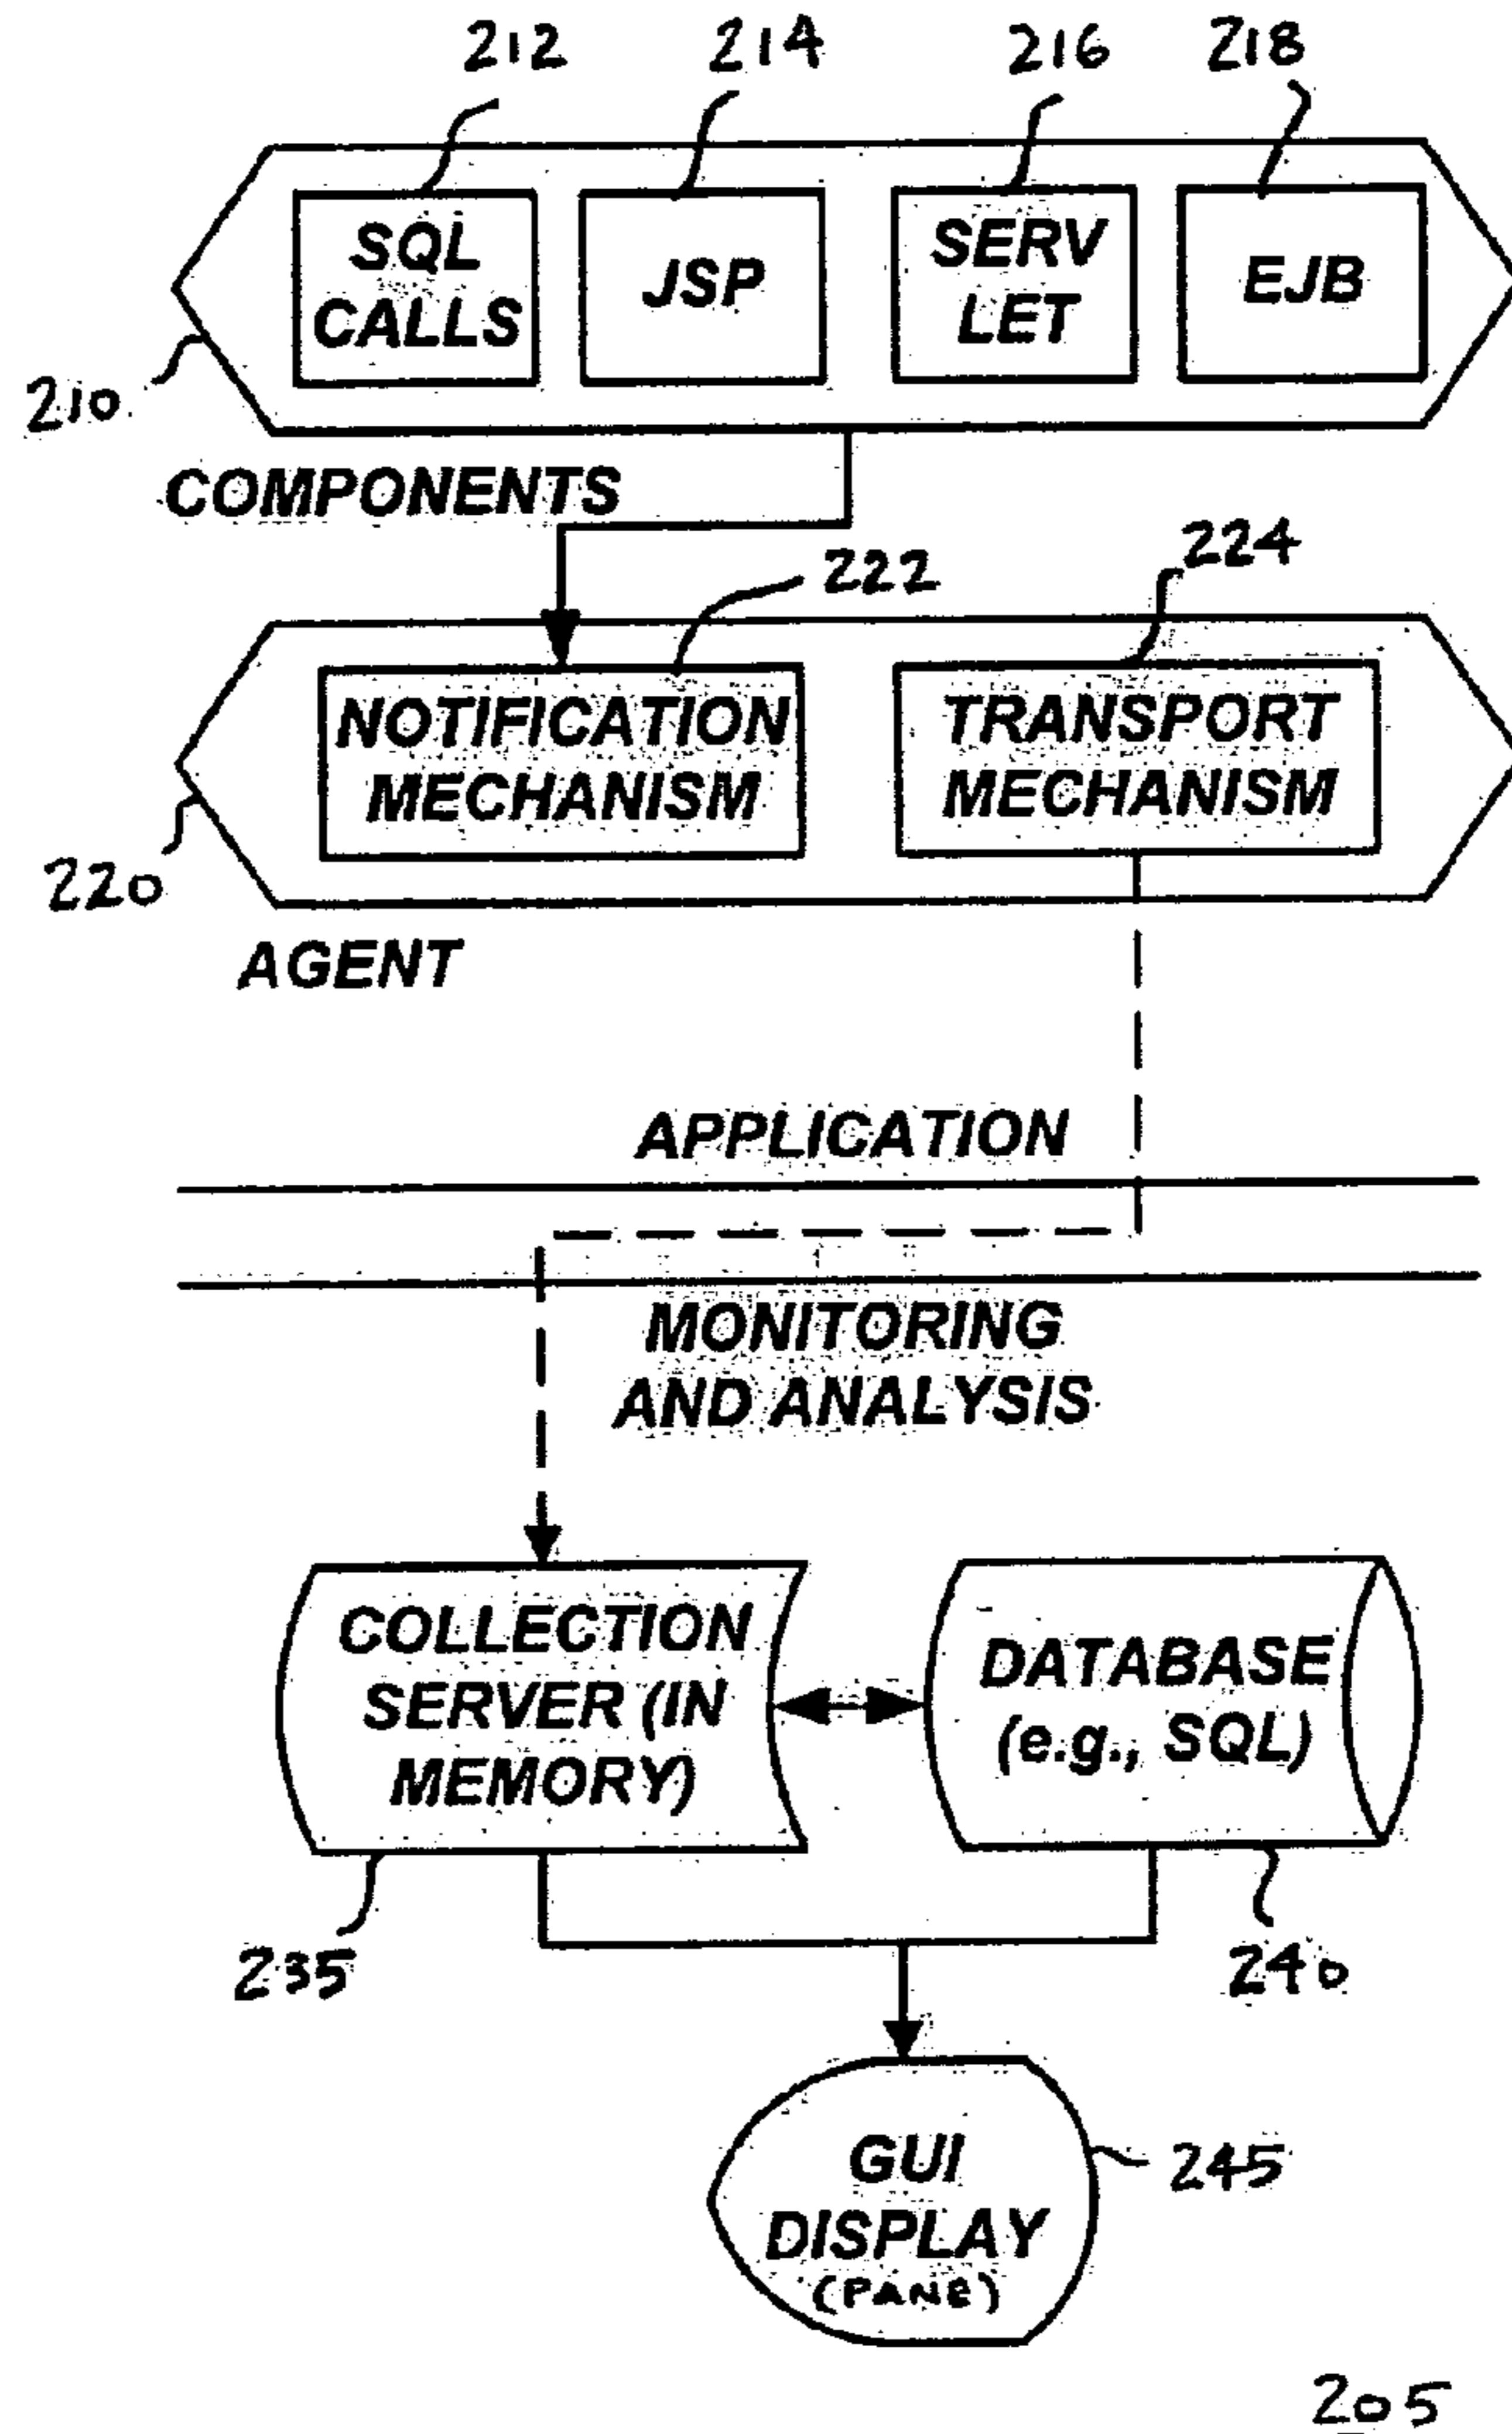 212 214 216 218
SQL CALLS
JSP
SERV LET
EJB
210
COMPONENTS
222
224
NOTIFICATION
MECHANISM
TRANSPORT
MECHANISM
220
AGENT
APPLICATION
MONITORING
AND ANALYSIS
COLLECTION
SERVER (IN
MEMORY)
DATABASE
(e.g., SQL)
235
240
GUI
DISPLAY
(PANE)
245
205